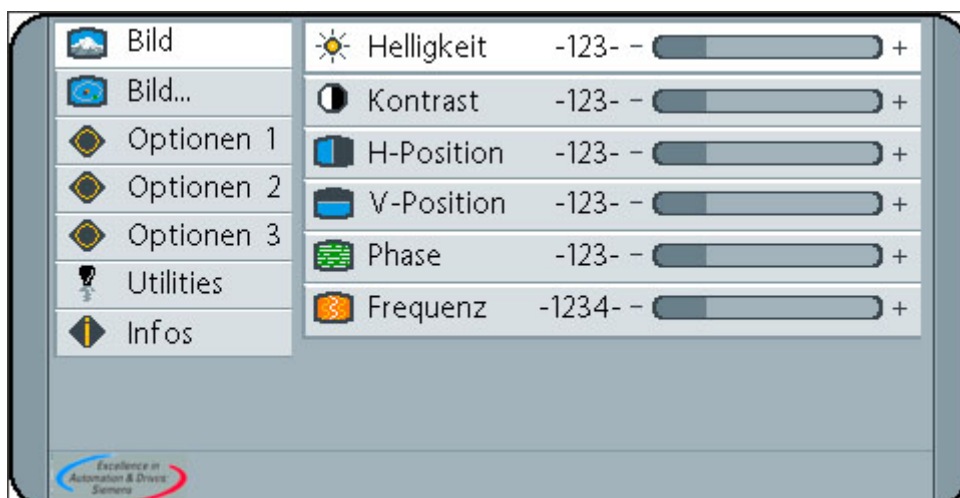 Bild
Bild...
Optionen 1
Optionen 2
Optionen 3
Utilities
Infos
Helligkeit -123- - +
Kontrast -123- - +
H-Position -123- - +
V-Position -123- - +
Phase -123- - +
Frequenz -1234- - +
Excellence in
Automation & Drives:
Siemens